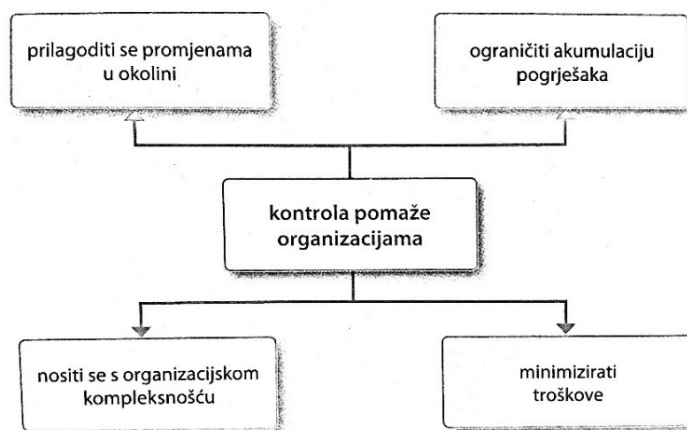 prilagoditi se promjenama
u okolini
ograničiti akumulaciju
pogrješaka
kontrola pomaže
organizacijama
nositi se s organizacijskom
kompleksnošću
minimizirati
troškove